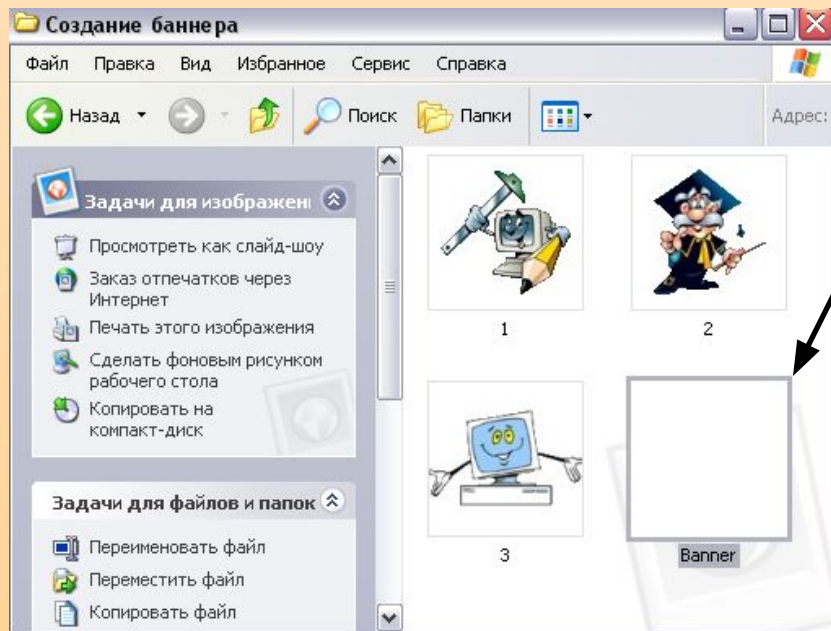 Создание баннера
Файл Правка Вид Избранное Сервис Справка
Назад Поиск Папки Адрес:
Задачи для изображені
Просмотреть как слайд-шоу
Заказ отпечатков через
Интернет
Печать этого изображения
Сделать фоновым рисунком
рабочего стола
Копировать на
компакт-диск
Задачи для файлов и папок
Переименовать файл
Переместить файл
Копировать файл
1
2
3
Banner